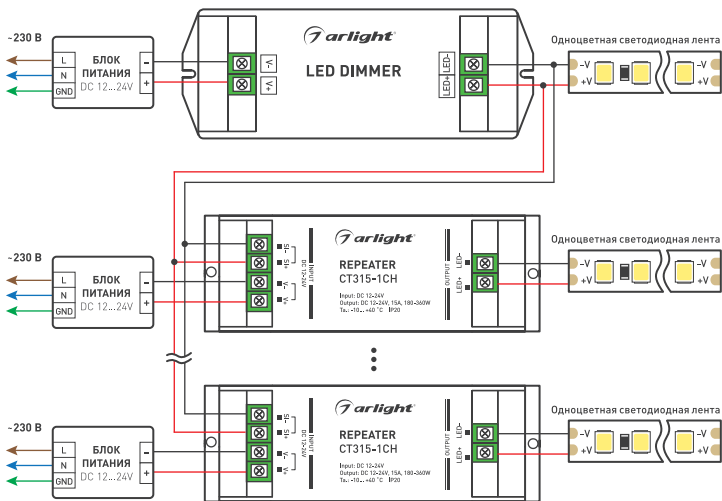 ~230 В
L
N
GND
БЛОК
ПИТАНИЯ
DC 12...24V
–
+
V-
V+
arlight
LED DIMMER
LED-
LED+
Одноцветная светодиодная лента
-V
+V
-V
+V
~230 В
L
N
GND
БЛОК
ПИТАНИЯ
DC 12...24V
–
+
SI-
SI+
V-
V+
DC 12-24V
INPUT
arlight
REPEATER
CT315-1CH
Input: DC 12-24V
Output: DC 12-24V, 15A, 180-360W
Ta.: -10... +40 °C IP20
OUTPUT
LED-
LED+
Одноцветная светодиодная лента
-V
+V
-V
+V
~230 В
L
N
GND
БЛОК
ПИТАНИЯ
DC 12...24V
–
+
SI-
SI+
V-
V+
DC 12-24V
INPUT
arlight
REPEATER
CT315-1CH
Input: DC 12-24V
Output: DC 12-24V, 15A, 180-360W
Ta.: -10... +40 °C IP20
OUTPUT
LED-
LED+
Одноцветная светодиодная лента
-V
+V
-V
+V